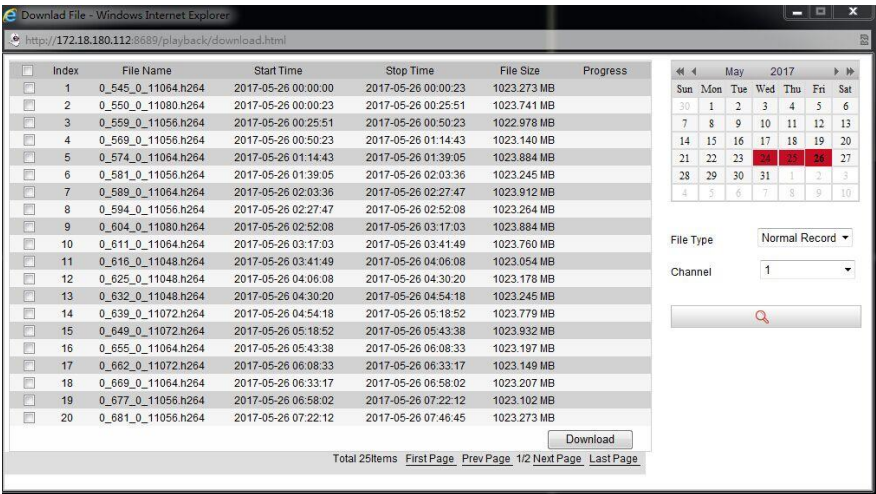 Downlad File - Windows Internet Explorer
http://172.18.180.112:8689/playback/download.html
Index File Name Start Time Stop Time File Size Progress
1 0_545_0_11064.h264 2017-05-26 00:00:00 2017-05-26 00:00:23 1023.273 MB
2 0_550_0_11080.h264 2017-05-26 00:00:23 2017-05-26 00:25:51 1023.741 MB
3 0_559_0_11056.h264 2017-05-26 00:25:51 2017-05-26 00:50:23 1022.978 MB
4 0_569_0_11056.h264 2017-05-26 00:50:23 2017-05-26 01:14:43 1023.140 MB
5 0_574_0_11064.h264 2017-05-26 01:14:43 2017-05-26 01:39:05 1023.884 MB
6 0_581_0_11056.h264 2017-05-26 01:39:05 2017-05-26 02:03:36 1023.245 MB
7 0_589_0_11064.h264 2017-05-26 02:03:36 2017-05-26 02:27:47 1023.912 MB
8 0_594_0_11056.h264 2017-05-26 02:27:47 2017-05-26 02:52:08 1023.264 MB
9 0_604_0_11080.h264 2017-05-26 02:52:08 2017-05-26 03:17:03 1023.884 MB
10 0_611_0_11064.h264 2017-05-26 03:17:03 2017-05-26 03:41:49 1023.760 MB
11 0_616_0_11048.h264 2017-05-26 03:41:49 2017-05-26 04:06:08 1023.054 MB
12 0_625_0_11048.h264 2017-05-26 04:06:08 2017-05-26 04:30:20 1023.178 MB
13 0_632_0_11048.h264 2017-05-26 04:30:20 2017-05-26 04:54:18 1023.245 MB
14 0_639_0_11072.h264 2017-05-26 04:54:18 2017-05-26 05:18:52 1023.779 MB
15 0_649_0_11072.h264 2017-05-26 05:18:52 2017-05-26 05:43:38 1023.932 MB
16 0_655_0_11064.h264 2017-05-26 05:43:38 2017-05-26 06:08:33 1023.197 MB
17 0_662_0_11072.h264 2017-05-26 06:08:33 2017-05-26 06:33:17 1023.149 MB
18 0_669_0_11064.h264 2017-05-26 06:33:17 2017-05-26 06:58:02 1023.207 MB
19 0_677_0_11056.h264 2017-05-26 06:58:02 2017-05-26 07:22:12 1023.102 MB
20 0_681_0_11056.h264 2017-05-26 07:22:12 2017-05-26 07:46:45 1023.273 MB
Download
Total 25Items First Page Prev Page 1/2 Next Page Last Page
May 2017
Sun Mon Tue Wed Thu Fri Sat
30 1 2 3 4 5 6
7 8 9 10 11 12 13
14 15 16 17 18 19 20
21 22 23 24 25 26 27
28 29 30 31 1 2 3
4 5 6 7 8 9 10
File Type Normal Record
Channel 1